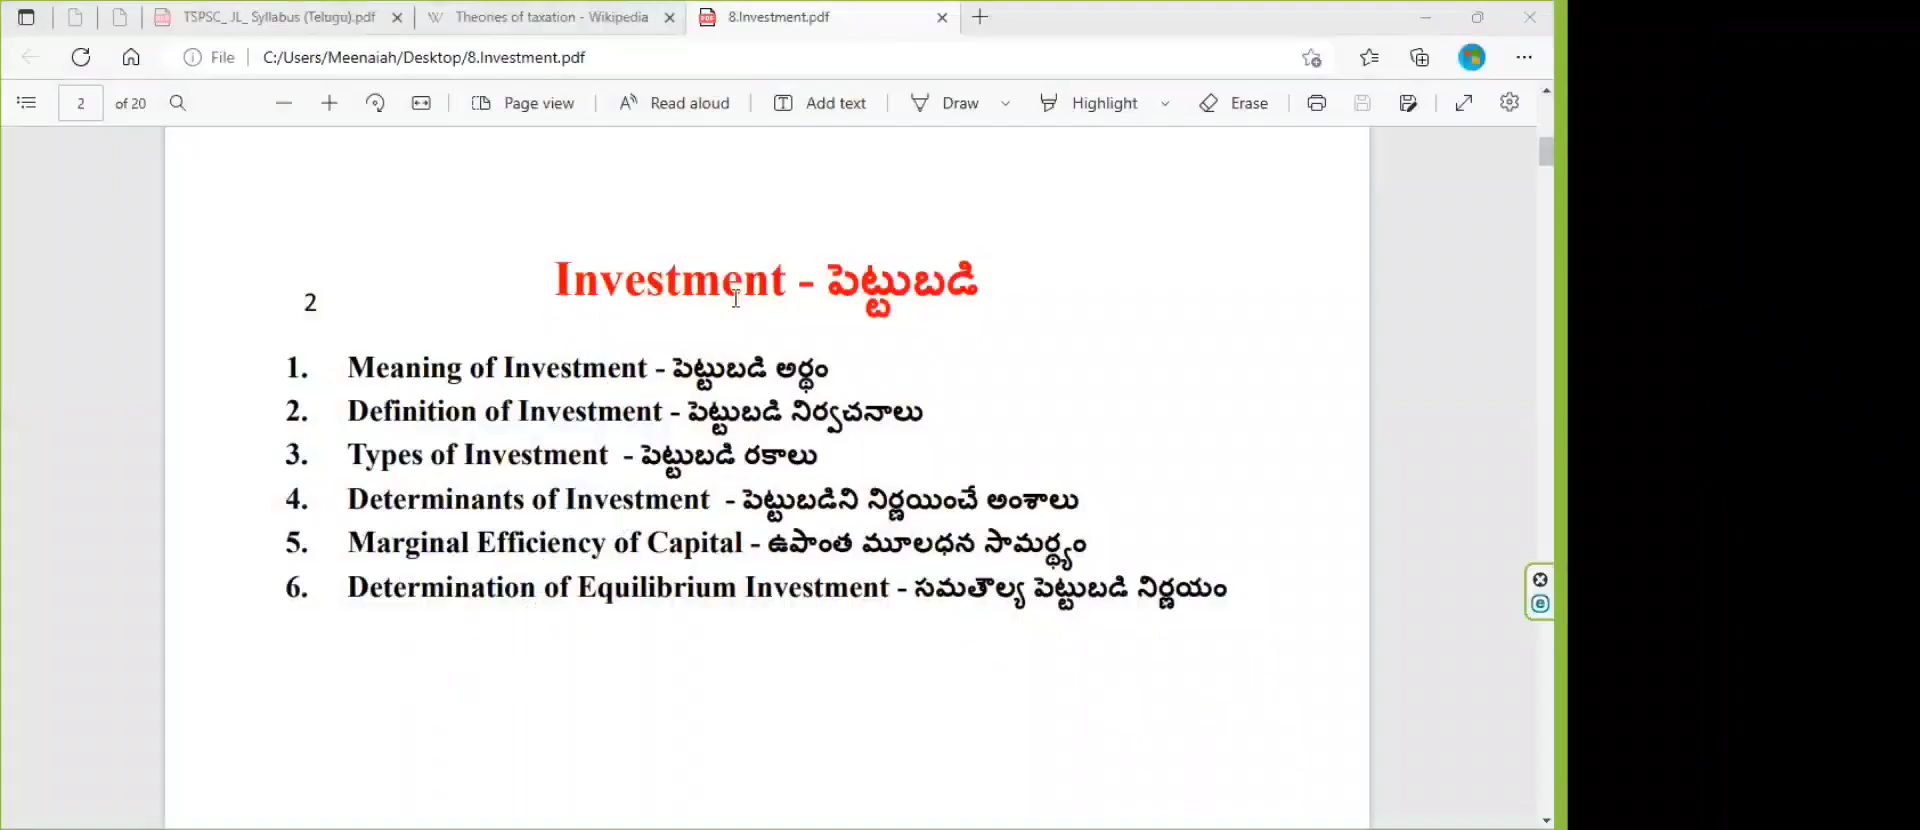 TSPSC_ JL_ Syllabus (Telugu).pdf
Theories of taxation - Wikipedia
8.Investment.pdf
File C:/Users/Meenaiah/Desktop/8.Investment.pdf
2 of 20 Page view Read aloud Add text Draw Highlight Erase
Investment - పెట్టుబడి
2
1. Meaning of Investment - పెట్టుబడి అర్థం
2. Definition of Investment - పెట్టుబడి నిర్వచనాలు
3. Types of Investment - పెట్టుబడి రకాలు
4. Determinants of Investment - పెట్టుబడిని నిర్ణయించే అంశాలు
5. Marginal Efficiency of Capital - ఉపాంత మూలధన సామర్థ్యం
6. Determination of Equilibrium Investment - సమతౌల్య పెట్టుబడి నిర్ణయం